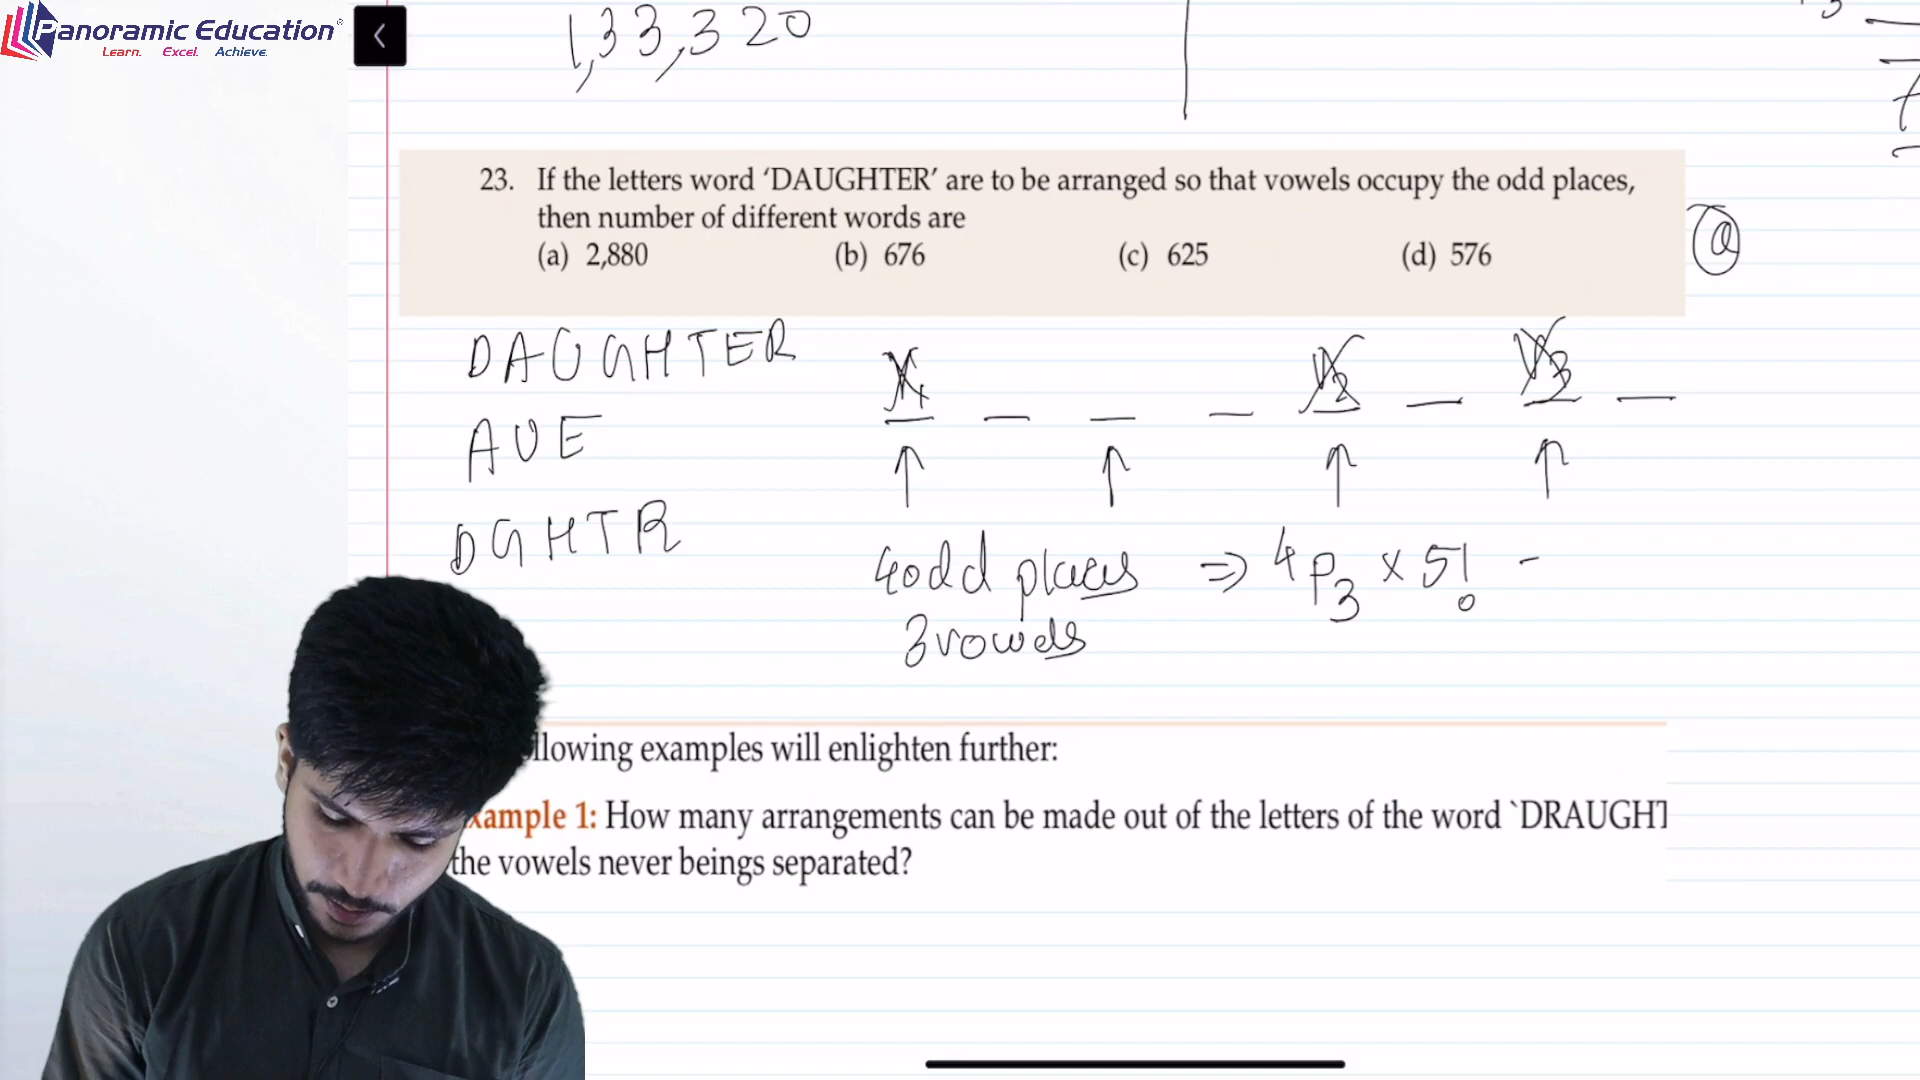 Panoramic Education®
Learn. Excel. Achieve.
1,33,320
23. If the letters word ‘DAUGHTER’ are to be arranged so that vowels occupy the odd places,
then number of different words are
(a) 2,880 (b) 676 (c) 625 (d) 576
a
DAUGHTER
V2 V3
AUE
DGHTR
4 odd places ⇒ 4P3 × 5! -
3 vowels
llowing examples will enlighten further:
xample 1: How many arrangements can be made out of the letters of the word `DRAUGHT
the vowels never beings separated?